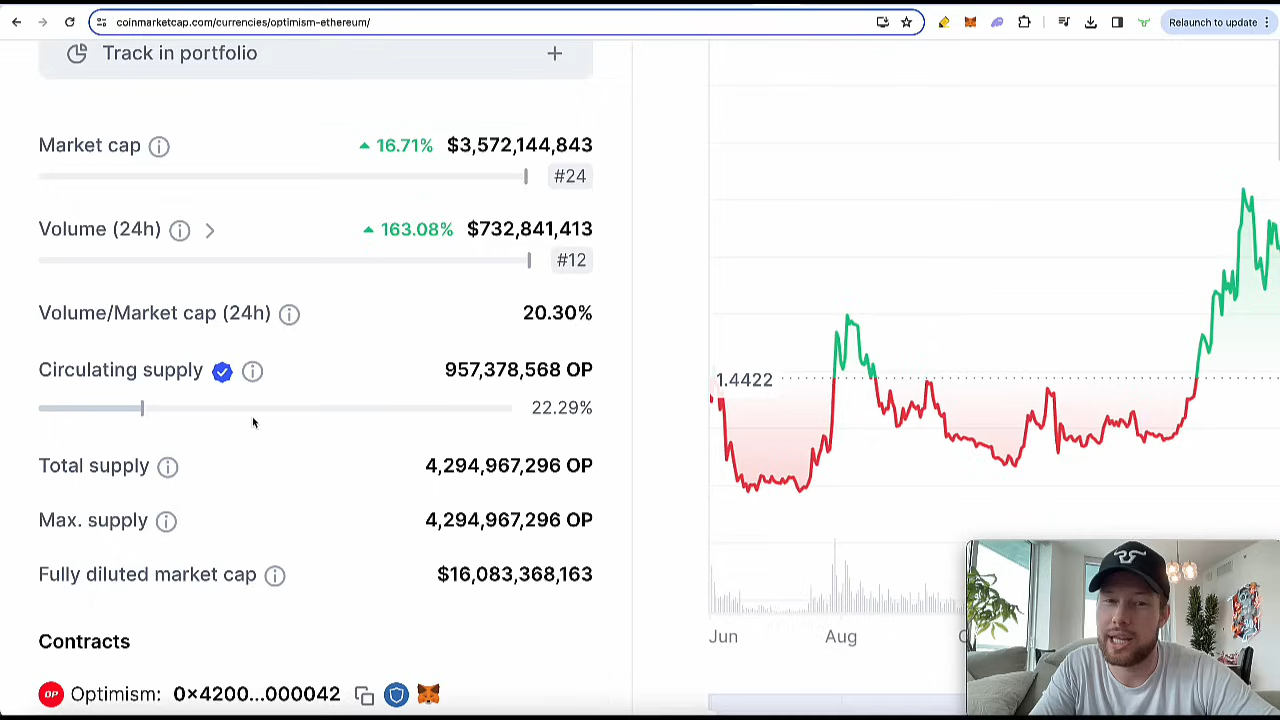 coinmarketcap.com/currencies/optimism-ethereum/
Relaunch to update
Track in portfolio
Market cap 16.71% $3,572,144,843
#24
Volume (24h) 163.08% $732,841,413
#12
Volume/Market cap (24h) 20.30%
Circulating supply 957,378,568 OP
22.29%
Total supply 4,294,967,296 OP
Max. supply 4,294,967,296 OP
Fully diluted market cap $16,083,368,163
Contracts
OP Optimism: 0×4200...000042
1.4422
Jun Aug